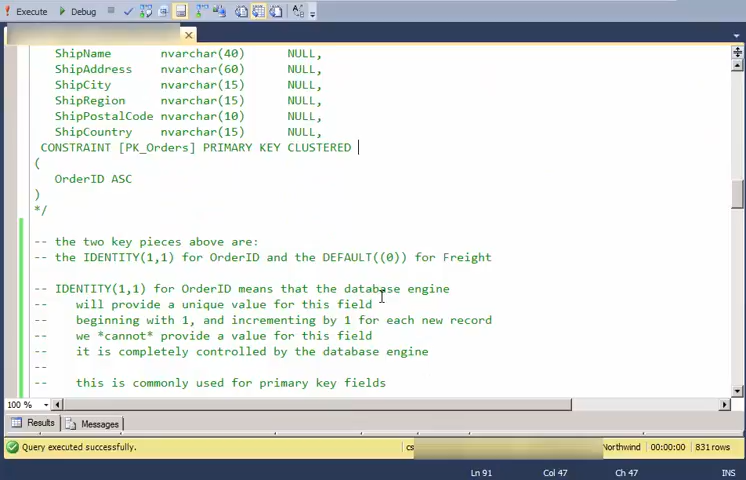 Execute Debug
ShipName nvarchar(40) NULL,
ShipAddress nvarchar(60) NULL,
ShipCity nvarchar(15) NULL,
ShipRegion nvarchar(15) NULL,
ShipPostalCode nvarchar(10) NULL,
ShipCountry nvarchar(15) NULL,
CONSTRAINT [PK_Orders] PRIMARY KEY CLUSTERED
(
OrderID ASC
)
*/
-- the two key pieces above are:
-- the IDENTITY(1,1) for OrderID and the DEFAULT((0)) for Freight
-- IDENTITY(1,1) for OrderID means that the database engine
-- will provide a unique value for this field
-- beginning with 1, and incrementing by 1 for each new record
-- we *cannot* provide a value for this field
-- it is completely controlled by the database engine
--
-- this is commonly used for primary key fields
100 %
Results Messages
Query executed successfully. cs Northwind 00:00:00 831 rows
Ln 91 Col 47 Ch 47 INS